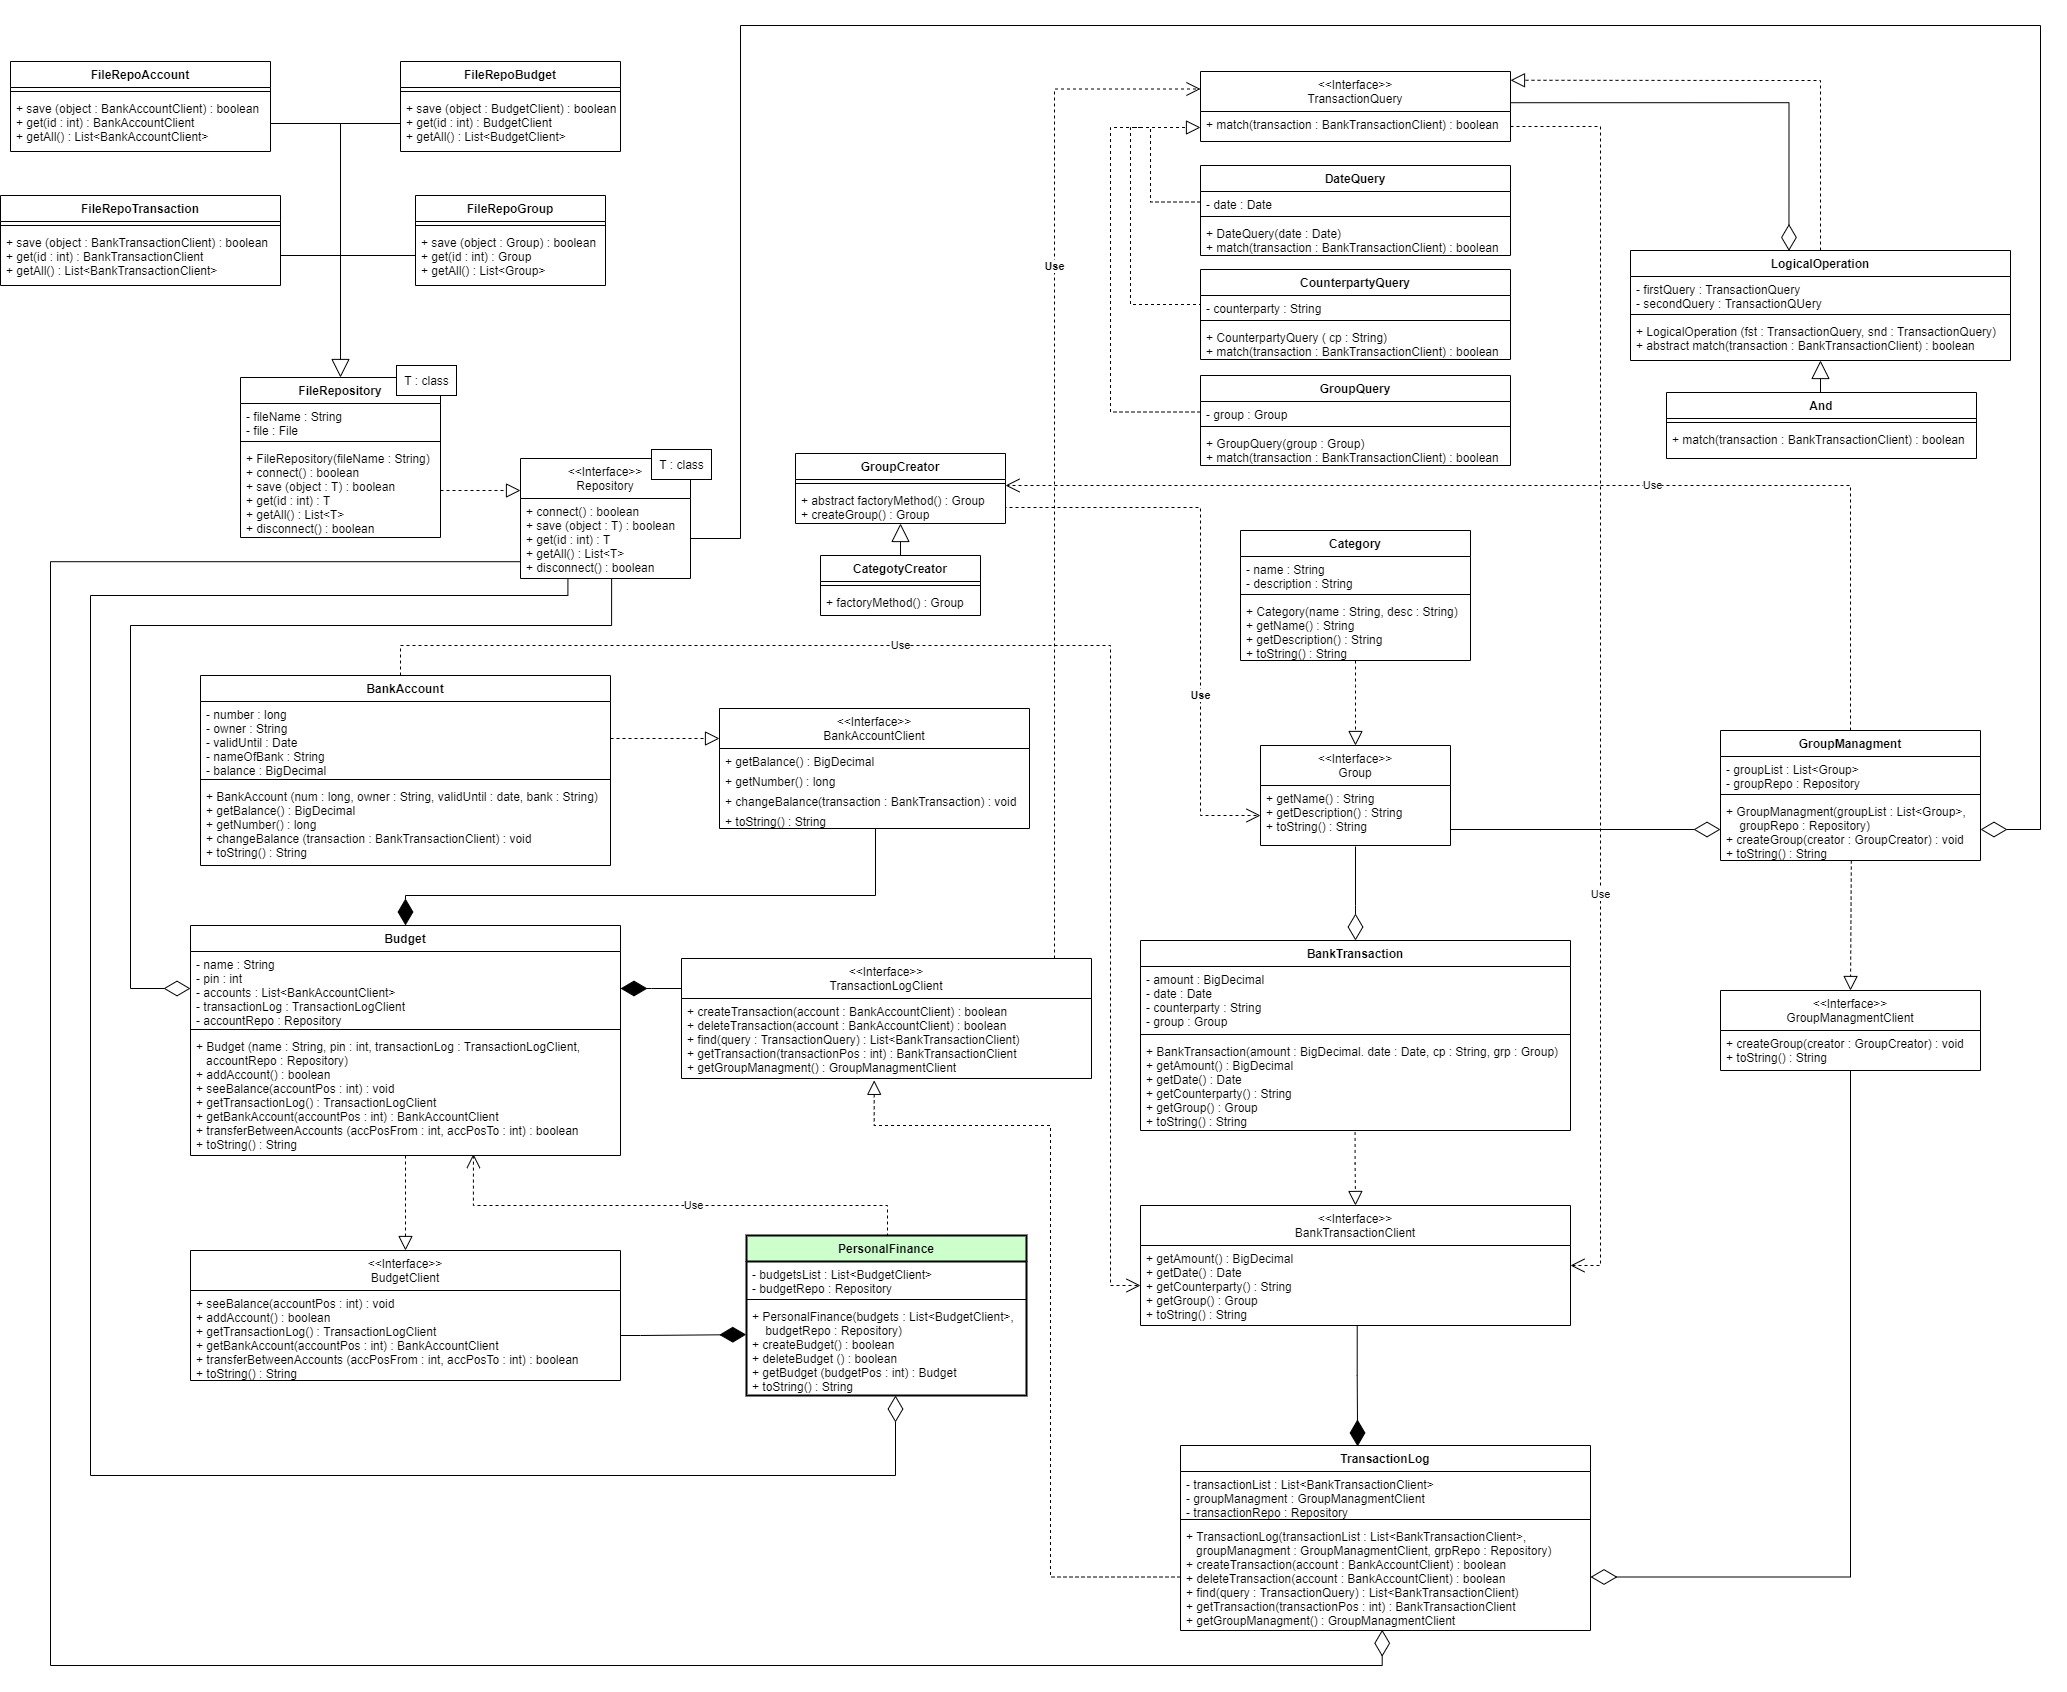 FileRepoAccount
+ save (object : BankAccountClient) : boolean
+ get(id : int) : BankAccountClient
+ getAll() : List<BankAccountClient>
FileRepoBudget
+ save (object : BudgetClient) : boolean
+ get(id : int) : BudgetClient
+ getAll() : List<BudgetClient>
FileRepoTransaction
+ save (object : BankTransactionClient) : boolean
+ get(id : int) : BankTransactionClient
+ getAll() : List<BankTransactionClient>
FileRepoGroup
+ save (object : Group) : boolean
+ get(id : int) : Group
+ getAll() : List<Group>
FileRepository
T : class
- fileName : String
- file : File
+ FileRepository(fileName : String)
+ connect() : boolean
+ save (object : T) : boolean
+ get(id : int) : T
+ getAll() : List<T>
+ disconnect() : boolean
<<Interface>>
Repository
T : class
+ connect() : boolean
+ save (object : T) : boolean
+ get(id : int) : T
+ getAll() : List<T>
+ disconnect() : boolean
<<Interface>>
TransactionQuery
+ match(transaction : BankTransactionClient) : boolean
DateQuery
- date : Date
+ DateQuery(date : Date)
+ match(transaction : BankTransactionClient) : boolean
CounterpartyQuery
- counterparty : String
+ CounterpartyQuery ( cp : String)
+ match(transaction : BankTransactionClient) : boolean
GroupQuery
- group : Group
+ GroupQuery(group : Group)
+ match(transaction : BankTransactionClient) : boolean
Use
LogicalOperation
- firstQuery : TransactionQuery
- secondQuery : TransactionQUery
+ LogicalOperation (fst : TransactionQuery, snd : TransactionQuery)
+ abstract match(transaction : BankTransactionClient) : boolean
And
+ match(transaction : BankTransactionClient) : boolean
GroupCreator
+ abstract factoryMethod() : Group
+ createGroup() : Group
Use
CategotyCreator
+ factoryMethod() : Group
Category
- name : String
- description : String
+ Category(name : String, desc : String)
+ getName() : String
+ getDescription() : String
+ toString() : String
Use
Use
BankAccount
- number : long
- owner : String
- validUntil : Date
- nameOfBank : String
- balance : BigDecimal
+ BankAccount (num : long, owner : String, validUntil : date, bank : String)
+ getBalance() : BigDecimal
+ getNumber() : long
+ changeBalance (transaction : BankTransactionClient) : void
+ toString() : String
<<Interface>>
BankAccountClient
+ getBalance() : BigDecimal
+ getNumber() : long
+ changeBalance(transaction : BankTransaction) : void
+ toString() : String
<<Interface>>
Group
+ getName() : String
+ getDescription() : String
+ toString() : String
GroupManagment
- groupList : List<Group>
- groupRepo : Repository
+ GroupManagment(groupList : List<Group>,
groupRepo : Repository)
+ createGroup(creator : GroupCreator) : void
+ toString() : String
Use
Budget
- name : String
- pin : int
- accounts : List<BankAccountClient>
- transactionLog : TransactionLogClient
- accountRepo : Repository
+ Budget (name : String, pin : int, transactionLog : TransactionLogClient,
accountRepo : Repository)
+ addAccount() : boolean
+ seeBalance(accountPos : int) : void
+ getTransactionLog() : TransactionLogClient
+ getBankAccount(accountPos : int) : BankAccountClient
+ transferBetweenAccounts (accPosFrom : int, accPosTo : int) : boolean
+ toString() : String
<<Interface>>
TransactionLogClient
+ createTransaction(account : BankAccountClient) : boolean
+ deleteTransaction(account : BankAccountClient) : boolean
+ find(query : TransactionQuery) : List<BankTransactionClient)
+ getTransaction(transactionPos : int) : BankTransactionClient
+ getGroupManagment() : GroupManagmentClient
BankTransaction
- amount : BigDecimal
- date : Date
- counterparty : String
- group : Group
+ BankTransaction(amount : BigDecimal. date : Date, cp : String, grp : Group)
+ getAmount() : BigDecimal
+ getDate() : Date
+ getCounterparty() : String
+ getGroup() : Group
+ toString() : String
<<Interface>>
GroupManagmentClient
+ createGroup(creator : GroupCreator) : void
+ toString() : String
Use
<<Interface>>
BudgetClient
+ seeBalance(accountPos : int) : void
+ addAccount() : boolean
+ getTransactionLog() : TransactionLogClient
+ getBankAccount(accountPos : int) : BankAccountClient
+ transferBetweenAccounts (accPosFrom : int, accPosTo : int) : boolean
+ toString() : String
PersonalFinance
- budgetsList : List<BudgetClient>
- budgetRepo : Repository
+ PersonalFinance(budgets : List<BudgetClient>,
budgetRepo : Repository)
+ createBudget() : boolean
+ deleteBudget () : boolean
+ getBudget (budgetPos : int) : Budget
+ toString() : String
<<Interface>>
BankTransactionClient
+ getAmount() : BigDecimal
+ getDate() : Date
+ getCounterparty() : String
+ getGroup() : Group
+ toString() : String
TransactionLog
- transactionList : List<BankTransactionClient>
- groupManagment : GroupManagmentClient
- transactionRepo : Repository
+ TransactionLog(transactionList : List<BankTransactionClient>,
groupManagment : GroupManagmentClient, grpRepo : Repository)
+ createTransaction(account : BankAccountClient) : boolean
+ deleteTransaction(account : BankAccountClient) : boolean
+ find(query : TransactionQuery) : List<BankTransactionClient)
+ getTransaction(transactionPos : int) : BankTransactionClient
+ getGroupManagment() : GroupManagmentClient